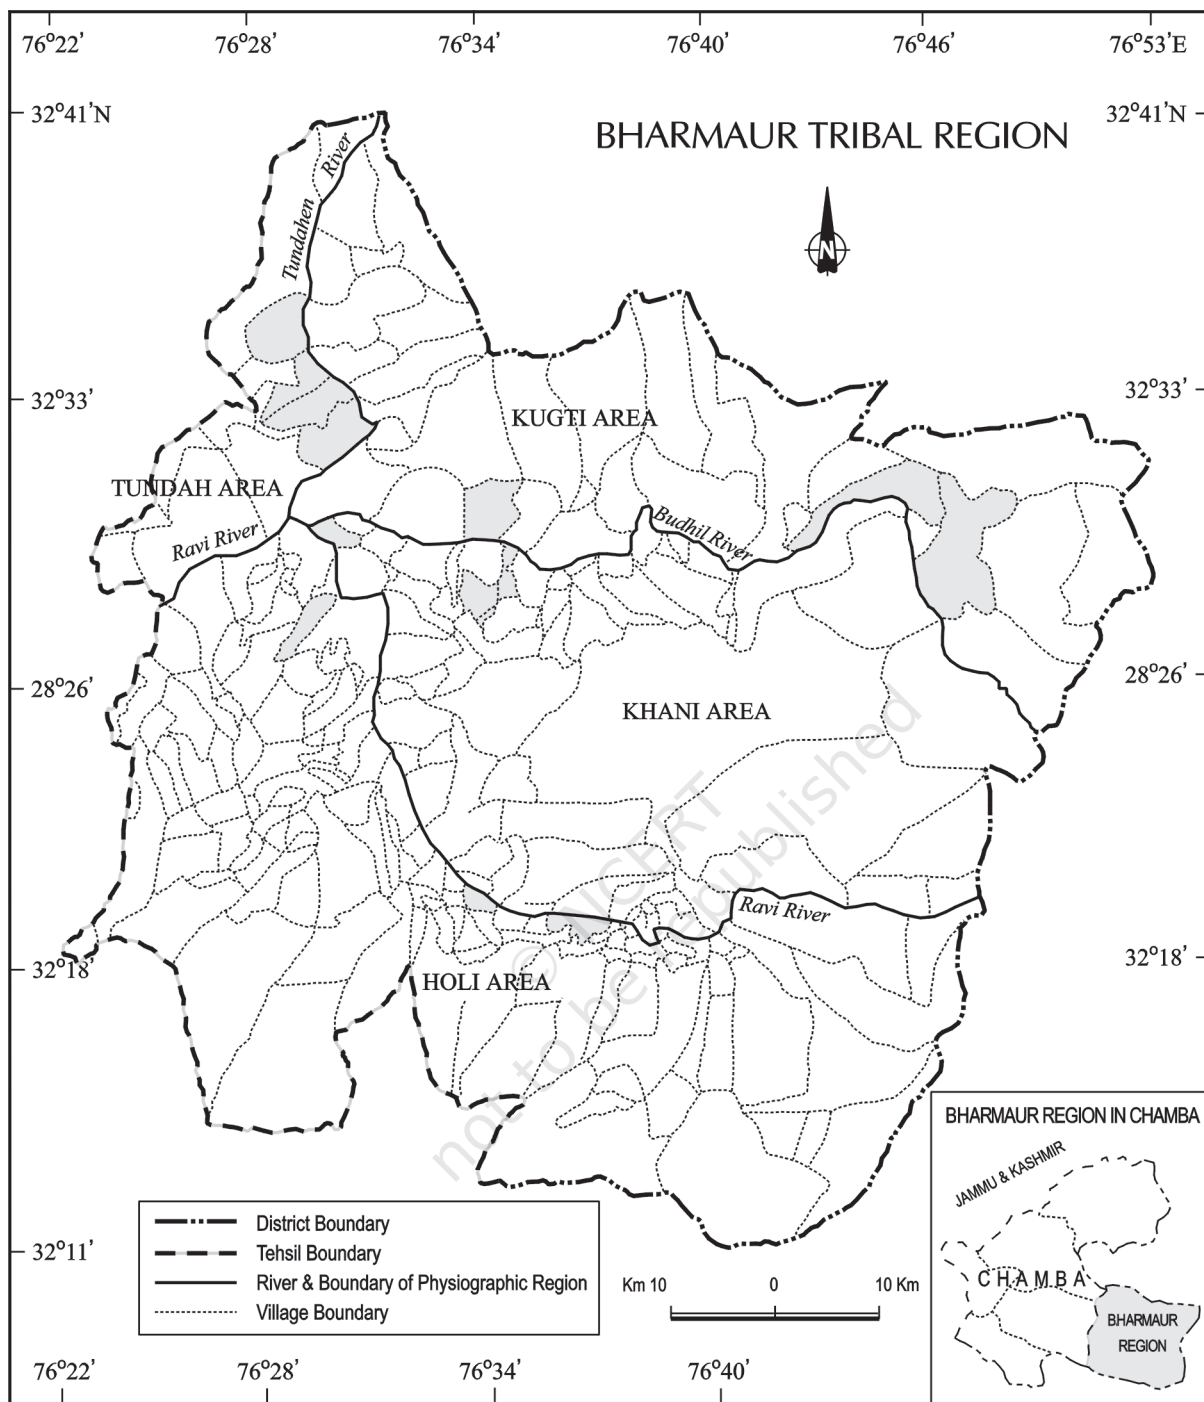 76°22' 76°28' 76°34' 76°40' 76°46' 76°53'E
32°41'N 32°41'N
BHARMAUR TRIBAL REGION
River
Tundahen
N
32°33' 32°33'
KUGTI AREA
TUNDAH AREA
Ravi River
Budhil River
28°26' 28°26'
KHANI AREA
© NCERT
not to be republished
Ravi River
32°18' 32°18'
HOLI AREA
BHARMAUR REGION IN CHAMBA
JAMMU & KASHMIR
CHAMBA
BHARMAUR
REGION
District Boundary
Tehsil Boundary
River & Boundary of Physiographic Region
Village Boundary
32°11'
Km 10 0 10 Km
76°22' 76°28' 76°34' 76°40'